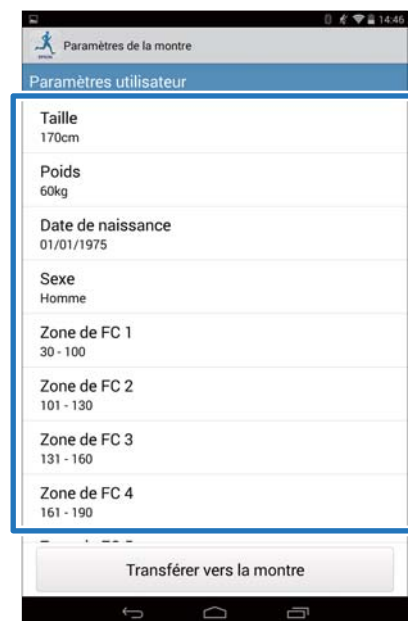 14:46
Paramètres de la montre
EPSON
Paramètres utilisateur
Taille
170cm
Poids
60kg
Date de naissance
01/01/1975
Sexe
Homme
Zone de FC 1
30 - 100
Zone de FC 2
101 - 130
Zone de FC 3
131 - 160
Zone de FC 4
161 - 190
Transférer vers la montre